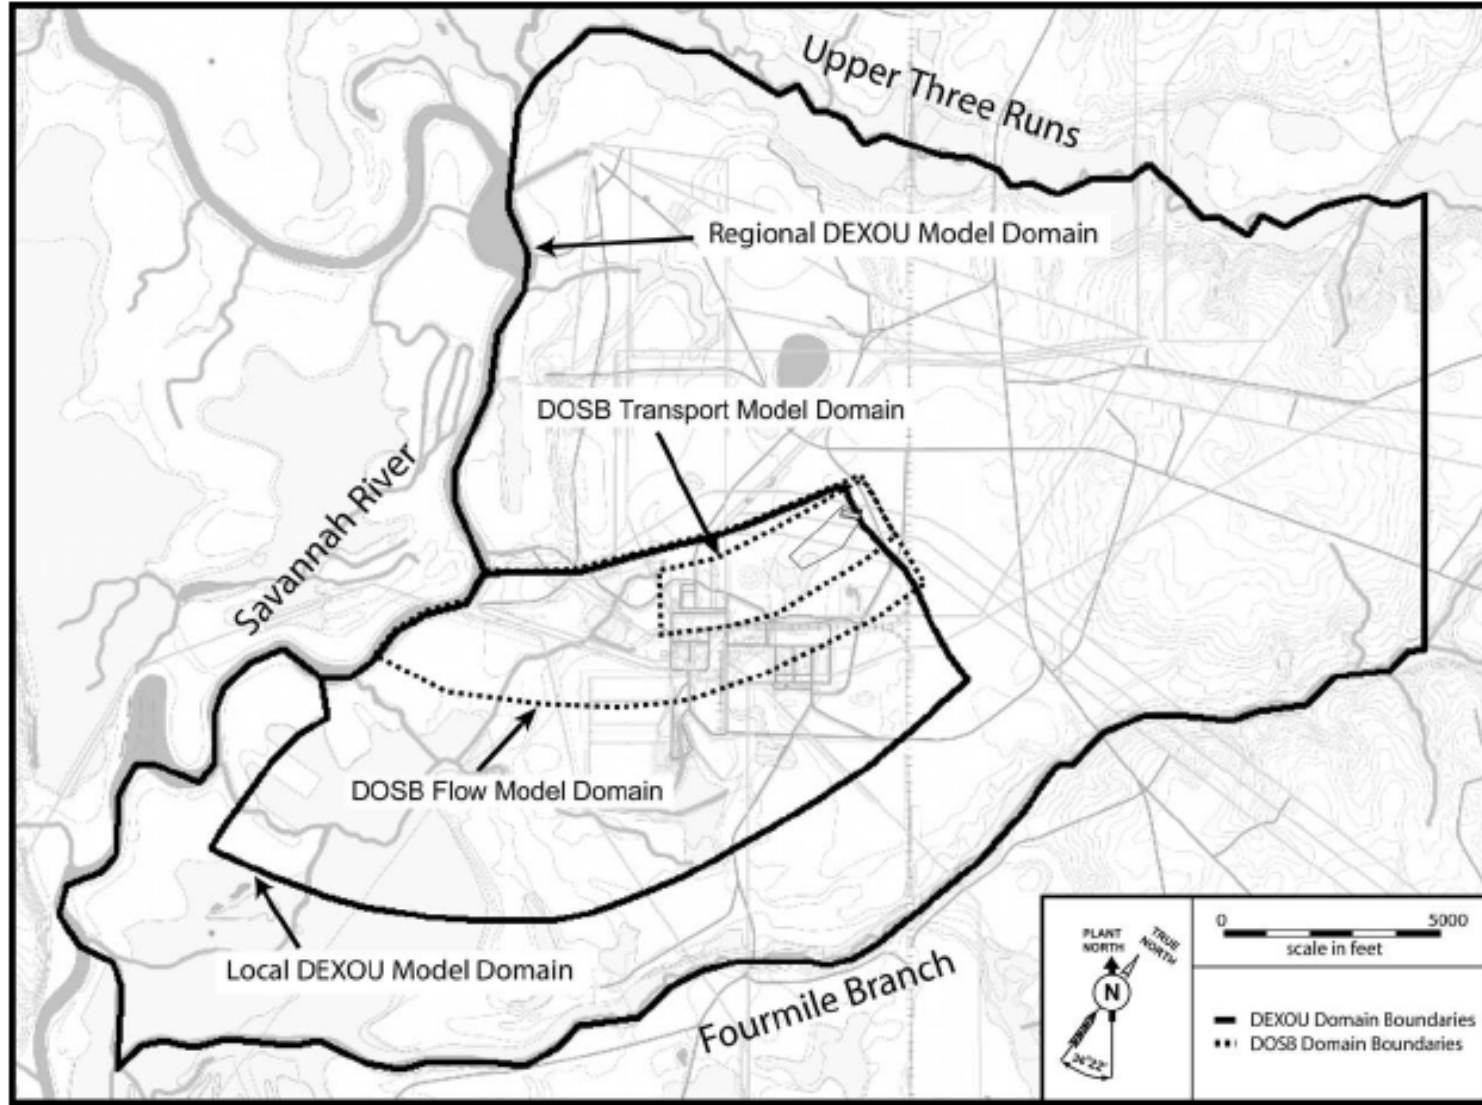 Upper Three Runs
Regional DEXOU Model Domain
DOSB Transport Model Domain
Savannah River
DOSB Flow Model Domain
Local DEXOU Model Domain
Fourmile Branch
PLANT
NORTH
TRUE
NORTH
N
36°22'
0 5000
scale in feet
DEXOU Domain Boundaries
DOSB Domain Boundaries